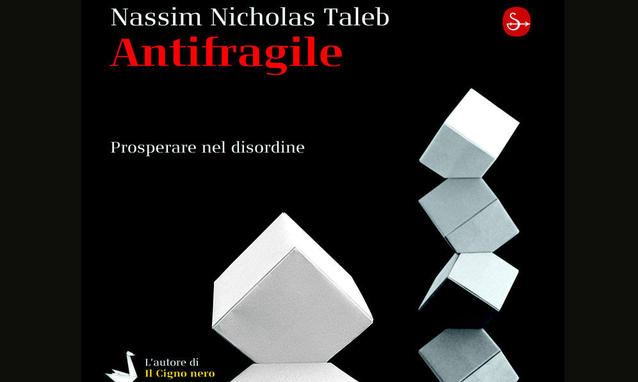 Nassim Nicholas Taleb
Antifragile
Prosperare nel disordine
L'autore di
Il Cigno nero